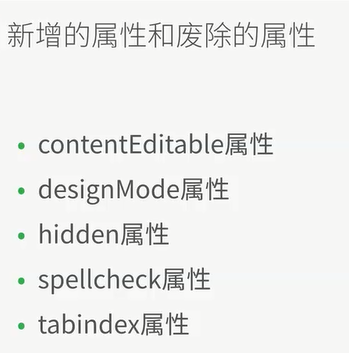 新增的属性和废除的属性
• contentEditable属性
• designMode属性
• hidden属性
• spellcheck属性
• tabindex属性